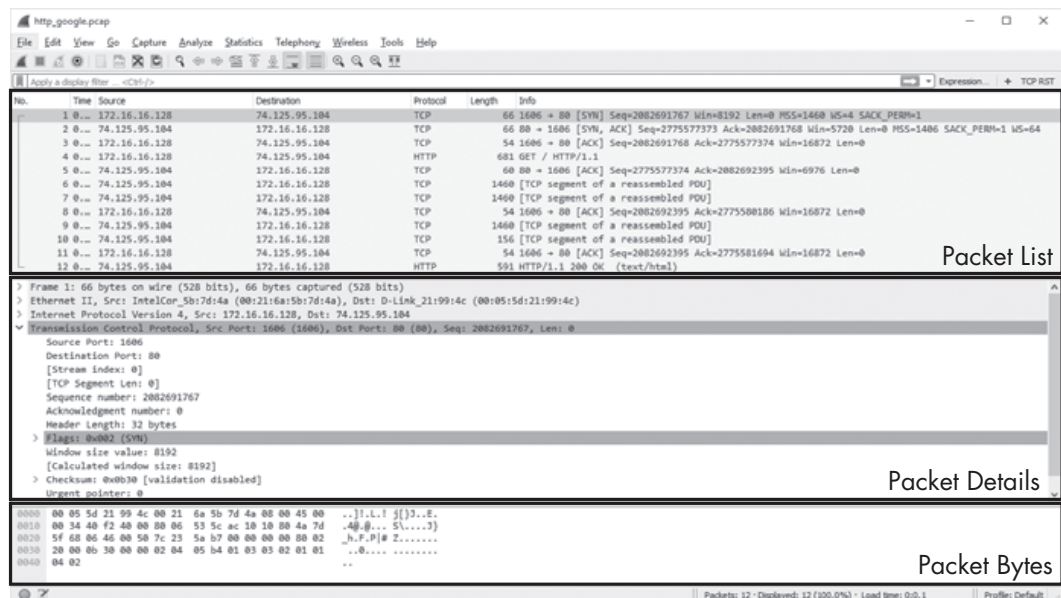 http_google.pcap
File Edit View Go Capture Analyze Statistics Telephony Wireless Tools Help
Apply a display filter ... <Ctrl-/> Expression... + TCP RST
No. Time Source Destination Protocol Length Info
1 0... 172.16.16.128 74.125.95.104 TCP 66 1606 → 80 [SYN] Seq=2082691767 Win=8192 Len=0 MSS=1460 WS=4 SACK_PERM=1
2 0... 74.125.95.104 172.16.16.128 TCP 66 80 → 1606 [SYN, ACK] Seq=2775577373 Ack=2082691768 Win=5720 Len=0 MSS=1406 SACK_PERM=1 WS=64
3 0... 172.16.16.128 74.125.95.104 TCP 54 1606 → 80 [ACK] Seq=2082691768 Ack=2775577374 Win=16872 Len=0
4 0... 172.16.16.128 74.125.95.104 HTTP 681 GET / HTTP/1.1
5 0... 74.125.95.104 172.16.16.128 TCP 60 80 → 1606 [ACK] Seq=2775577374 Ack=2082692395 Win=6976 Len=0
6 0... 74.125.95.104 172.16.16.128 TCP 1460 [TCP segment of a reassembled PDU]
7 0... 74.125.95.104 172.16.16.128 TCP 1460 [TCP segment of a reassembled PDU]
8 0... 172.16.16.128 74.125.95.104 TCP 54 1606 → 80 [ACK] Seq=2082692395 Ack=2775580186 Win=16872 Len=0
9 0... 74.125.95.104 172.16.16.128 TCP 1460 [TCP segment of a reassembled PDU]
10 0... 74.125.95.104 172.16.16.128 TCP 156 [TCP segment of a reassembled PDU]
11 0... 172.16.16.128 74.125.95.104 TCP 54 1606 → 80 [ACK] Seq=2082692395 Ack=2775581694 Win=16872 Len=0
12 0... 74.125.95.104 172.16.16.128 HTTP 591 HTTP/1.1 200 OK (text/html)
Packet List
> Frame 1: 66 bytes on wire (528 bits), 66 bytes captured (528 bits)
> Ethernet II, Src: IntelCor_5b:7d:4a (00:21:6a:5b:7d:4a), Dst: D-Link_21:99:4c (00:05:5d:21:99:4c)
> Internet Protocol Version 4, Src: 172.16.16.128, Dst: 74.125.95.104
Transmission Control Protocol, Src Port: 1606 (1606), Dst Port: 80 (80), Seq: 2082691767, Len: 0
Source Port: 1606
Destination Port: 80
[Stream index: 0]
[TCP Segment Len: 0]
Sequence number: 2082691767
Acknowledgment number: 0
Header Length: 32 bytes
> Flags: 0x002 (SYN)
Window size value: 8192
[Calculated window size: 8192]
> Checksum: 0x0b30 [validation disabled]
Urgent pointer: 0
Packet Details
0000 00 05 5d 21 99 4c 00 21 6a 5b 7d 4a 08 00 45 00 ..]!.L.! j[}J..E.
0010 00 34 40 f2 40 00 80 06 53 5c ac 10 10 80 4a 7d .4@.@... S\....J}
0020 5f 68 06 46 00 50 7c 23 5a b7 00 00 00 00 80 02 _h.F.P|# Z.......
0030 20 00 0b 30 00 00 02 04 05 b4 01 03 03 02 01 01 ..0.... ........
0040 04 02 ..
Packet Bytes
Packets: 12 · Displayed: 12 (100.0%) · Load time: 0:0.1 Profile: Default